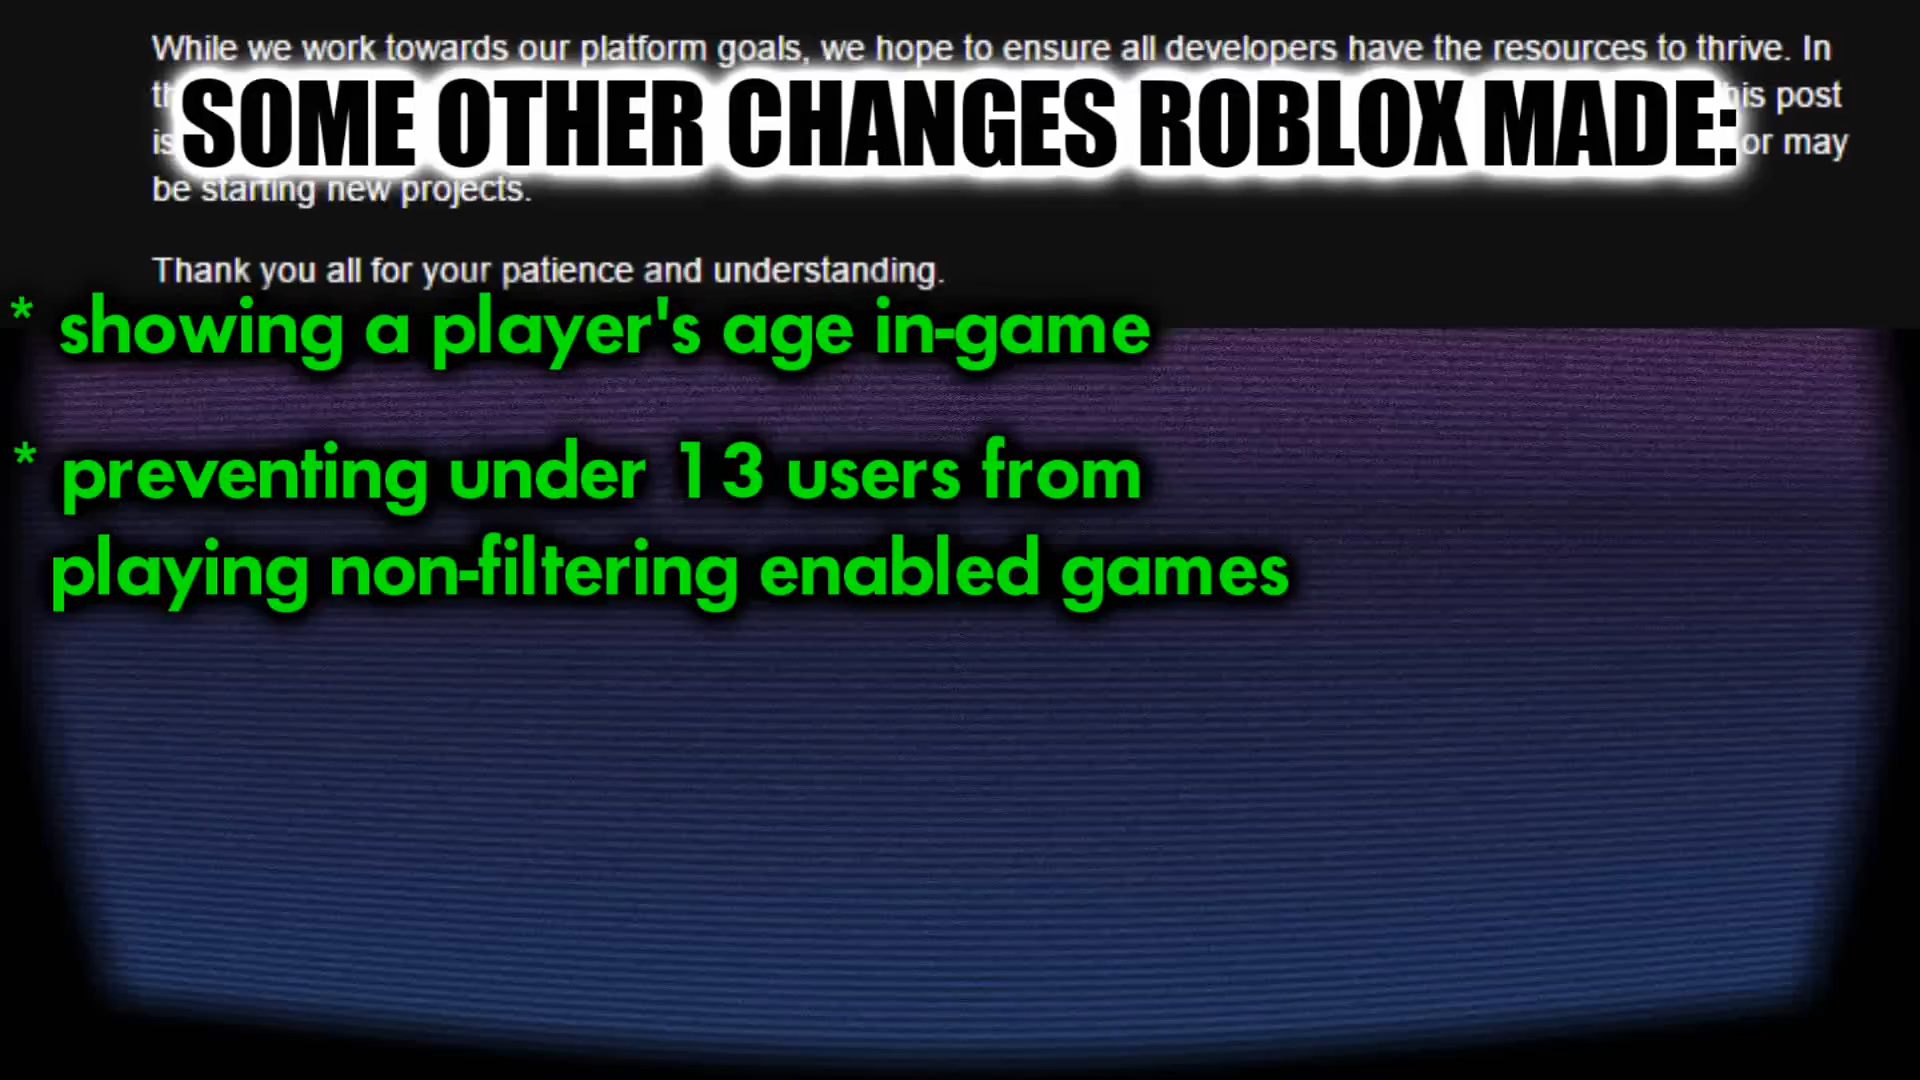 While we work towards our platform goals, we hope to ensure all developers have the resources to thrive. In
SOME OTHER CHANGES ROBLOX MADE:
his post
or may
be starting new projects.
Thank you all for your patience and understanding.
* showing a player's age in-game
* preventing under 13 users from
playing non-filtering enabled games